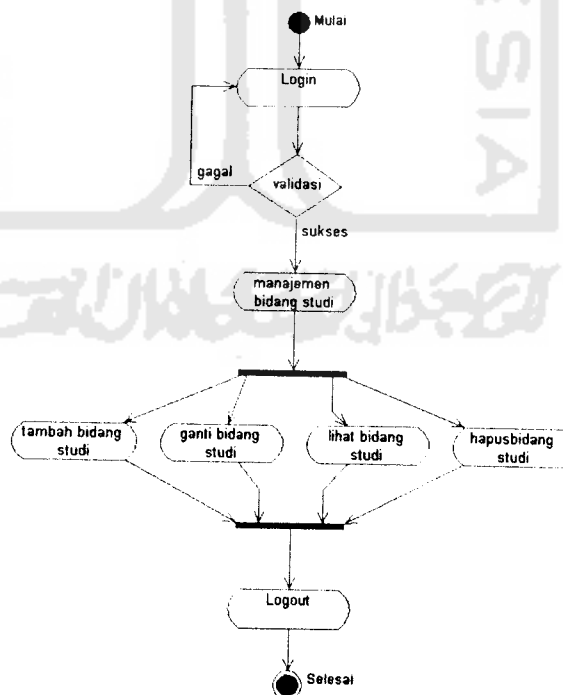 Mulai
Login
gagal
validasi
sukses
manajemen
bidang studi
tambah bidang
studi
ganti bidang
studi
lihat bidang
studi
hapusbidang
studi
Logout
Selesai
ESIA